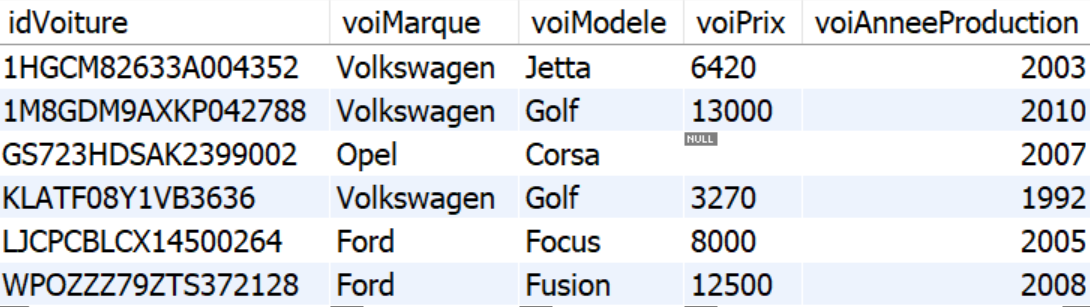 idVoiture voiMarque voiModele voiPrix voiAnneeProduction
1HGCM82633A004352 Volkswagen Jetta 6420 2003
1M8GDM9AXKP042788 Volkswagen Golf 13000 2010
GS723HDSAK2399002 Opel Corsa NULL 2007
KLATF08Y1VB3636 Volkswagen Golf 3270 1992
LJCPCBLCX14500264 Ford Focus 8000 2005
WPOZZZ79ZTS372128 Ford Fusion 12500 2008